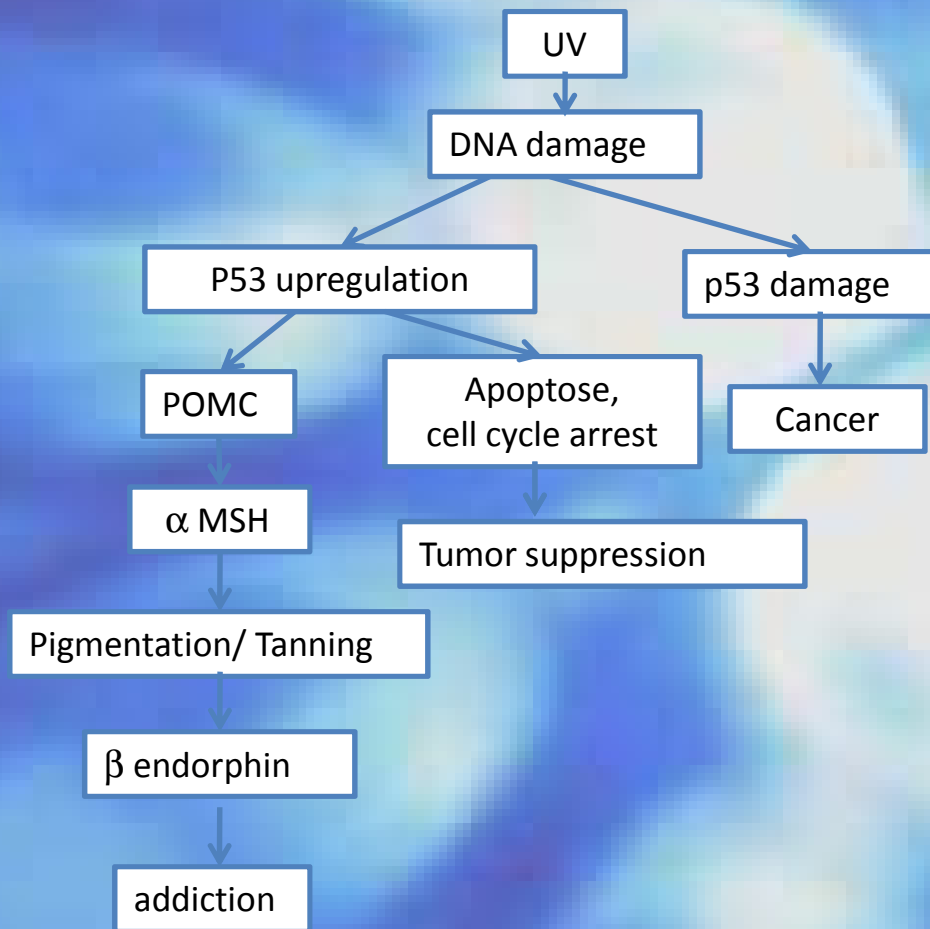 UV
DNA damage
P53 upregulation
p53 damage
POMC
Apoptose,
cell cycle arrest
Cancer
α MSH
Tumor suppression
Pigmentation/ Tanning
β endorphin
addiction